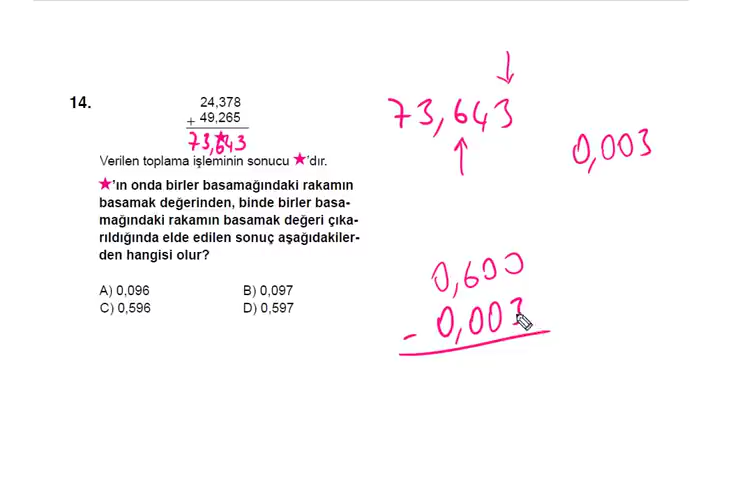 14.
24,378
+ 49,265
73,643
Verilen toplama işleminin sonucu ★'dır.
★'ın onda birler basamağındaki rakamın
basamak değerinden, binde birler basa-
mağındaki rakamın basamak değeri çıka-
rıldığında elde edilen sonuç aşağıdakiler-
den hangisi olur?
A) 0,096 B) 0,097
C) 0,596 D) 0,597
73,643
0,003
0,600
- 0,003